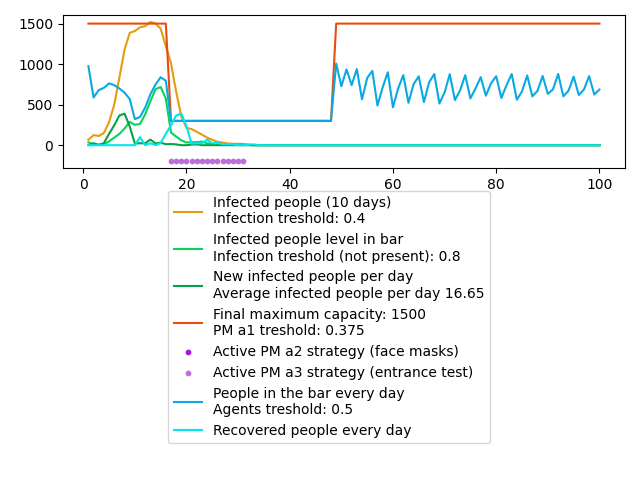 1500
1000
500
0
0 20 40 60 80 100
Infected people (10 days)
Infection treshold: 0.4
Infected people level in bar
Infection treshold (not present): 0.8
New infected people per day
Average infected people per day 16.65
Final maximum capacity: 1500
PM a1 treshold: 0.375
Active PM a2 strategy (face masks)
Active PM a3 strategy (entrance test)
People in the bar every day
Agents treshold: 0.5
Recovered people every day